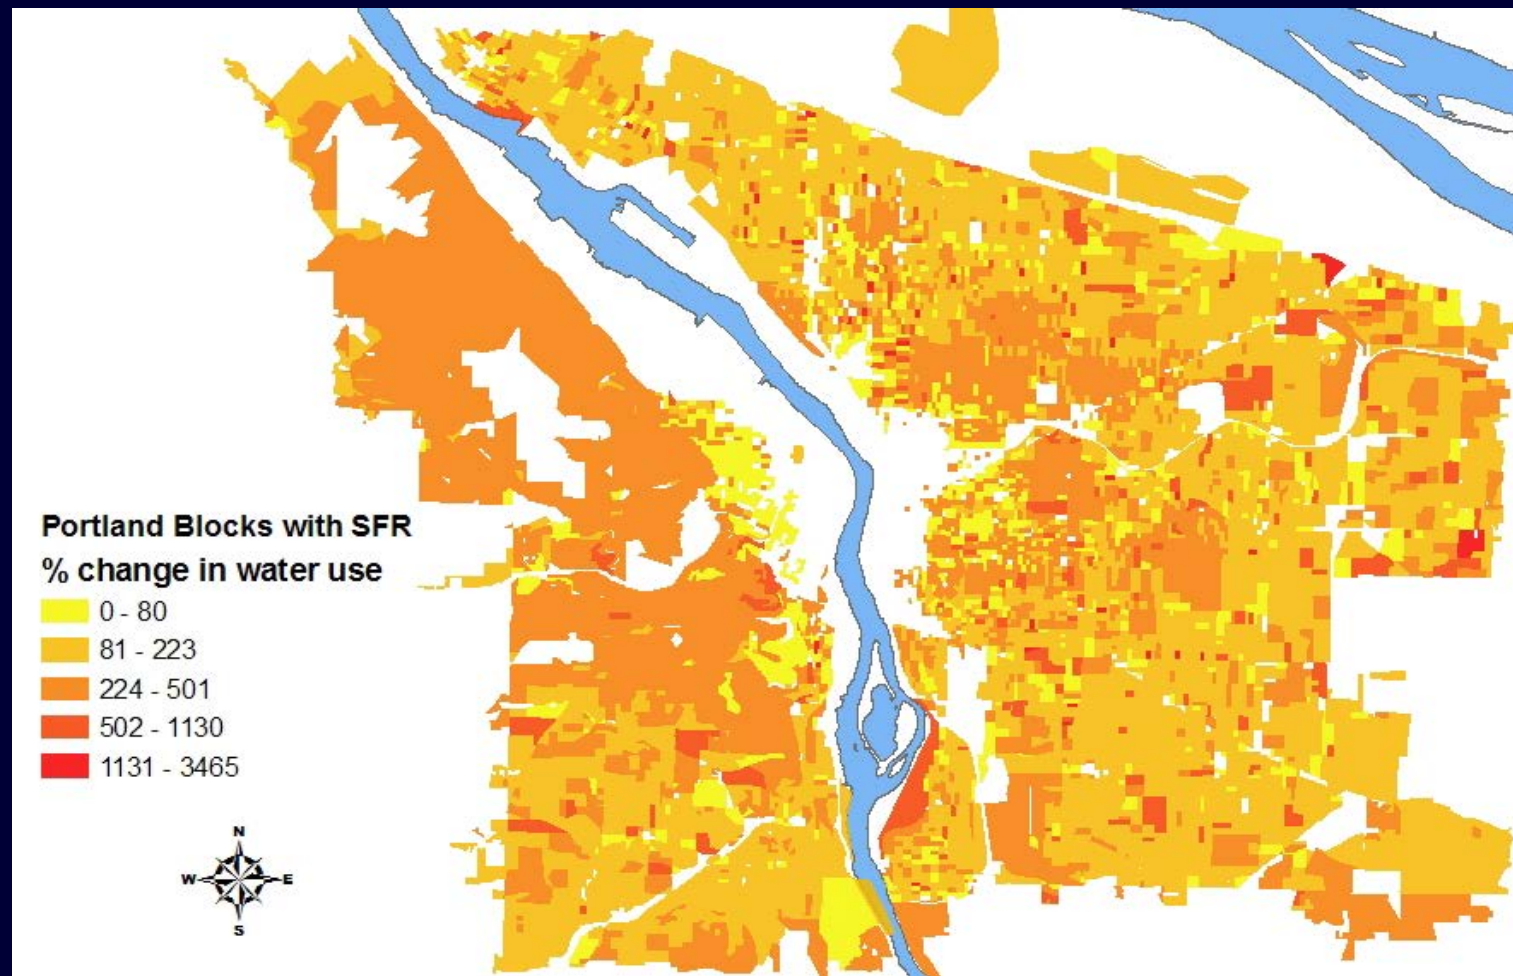 Portland Blocks with SFR
% change in water use
0 - 80
81 - 223
224 - 501
502 - 1130
1131 - 3465
N
W E
S